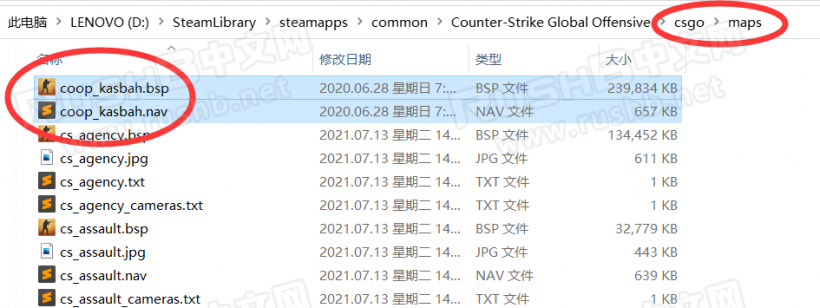 此电脑 > LENOVO (D:) > SteamLibrary > steamapps > common > Counter-Strike Global Offensive > csgo > maps
名称 修改日期 类型 大小
coop_kasbah.bsp 2020.06.28 星期日 7:... BSP 文件 239,834 KB
coop_kasbah.nav 2020.06.28 星期日 7:... NAV 文件 657 KB
cs_agency.bsp 2021.07.13 星期二 14... BSP 文件 134,452 KB
cs_agency.jpg 2021.07.13 星期二 14... JPG 文件 611 KB
cs_agency.txt 2021.07.13 星期二 14... TXT 文件 1 KB
cs_agency_cameras.txt 2021.07.13 星期二 14... TXT 文件 1 KB
cs_assault.bsp 2021.07.13 星期二 14... BSP 文件 32,779 KB
cs_assault.jpg 2021.07.13 星期二 14... JPG 文件 443 KB
cs_assault.nav 2021.07.13 星期二 14... NAV 文件 639 KB
cs_assault_cameras.txt 2021.07.13 星期二 14... TXT 文件 1 KB
RUSHB中文网
www.rushb.net